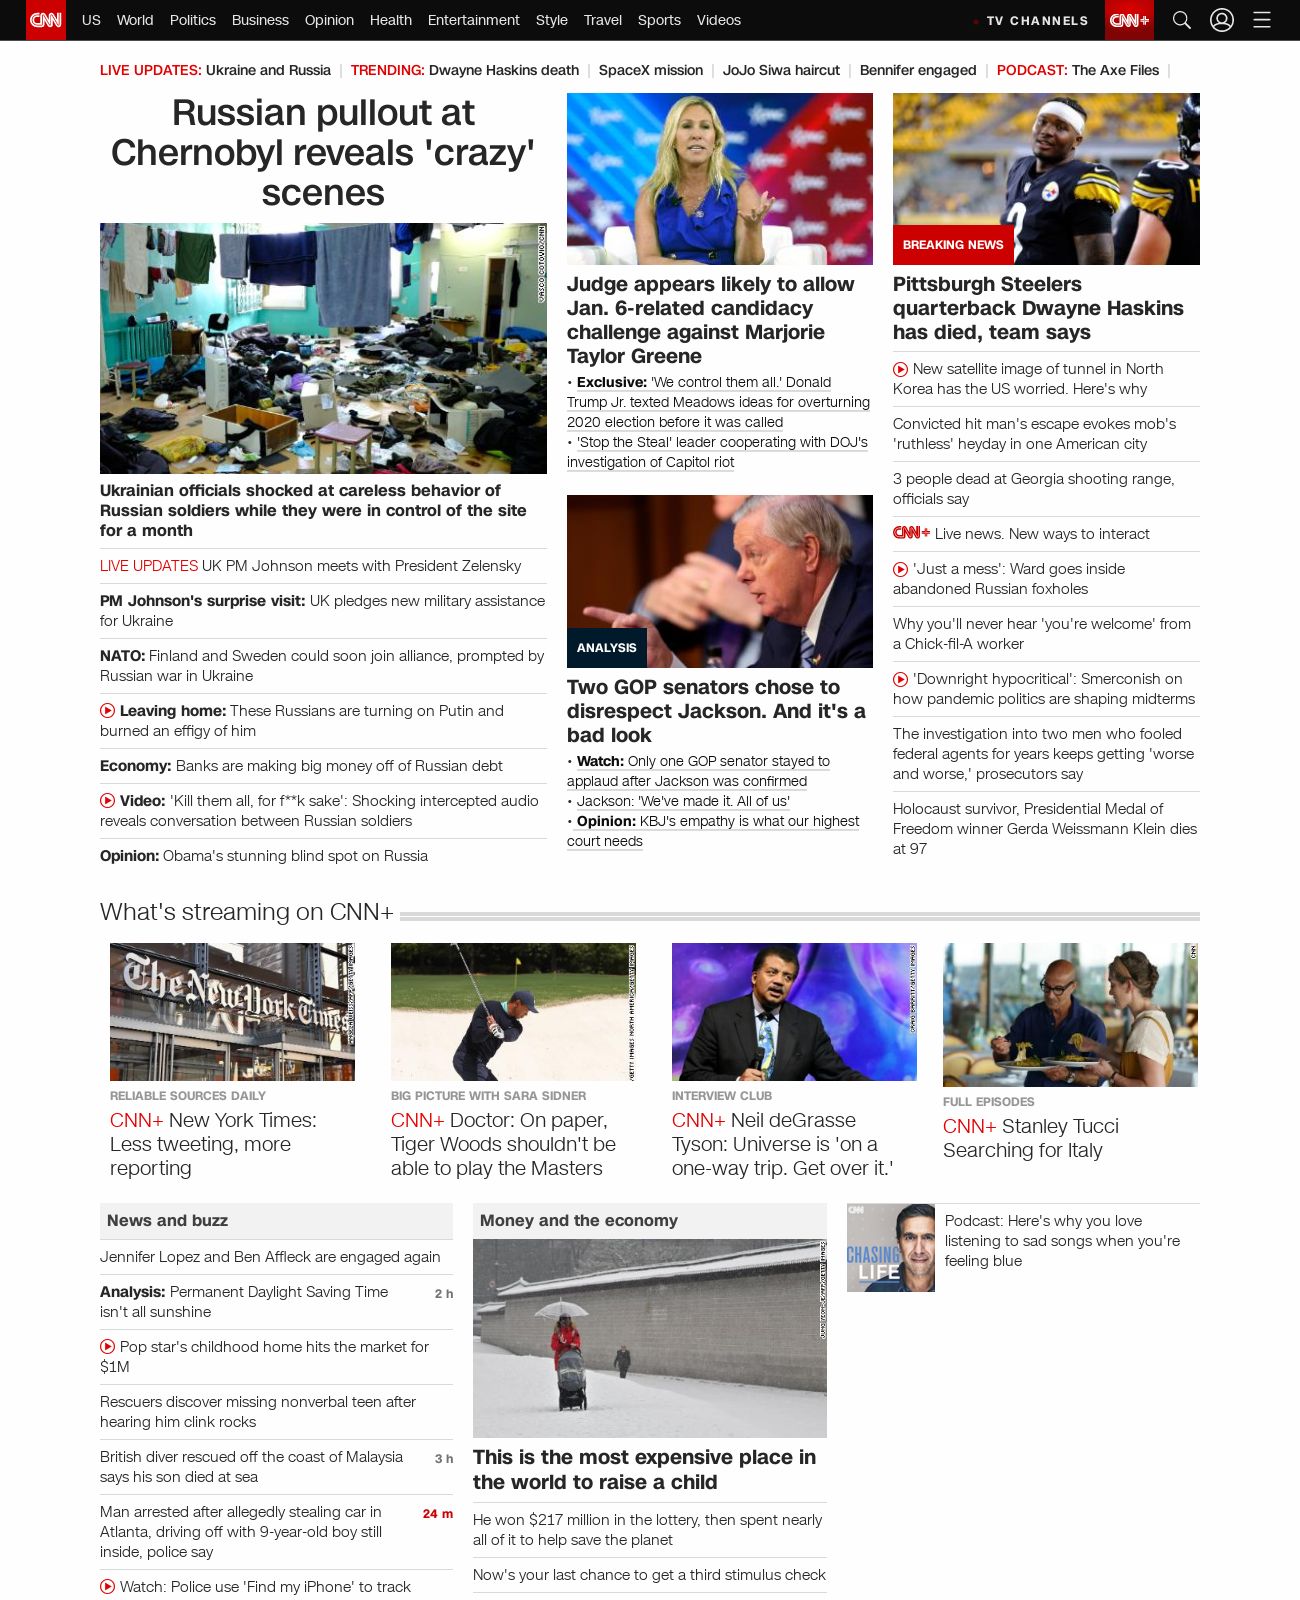 CNN US World Politics Business Opinion Health Entertainment Style Travel Sports Videos TV CHANNELS CNN+
LIVE UPDATES: Ukraine and Russia TRENDING: Dwayne Haskins death SpaceX mission JoJo Siwa haircut Bennifer engaged PODCAST: The Axe Files
Russian pullout at
Chernobyl reveals 'crazy'
scenes
VASCO COTOVIO/CNN
Ukrainian officials shocked at careless behavior of
Russian soldiers while they were in control of the site
for a month
LIVE UPDATES UK PM Johnson meets with President Zelensky
PM Johnson's surprise visit: UK pledges new military assistance
for Ukraine
NATO: Finland and Sweden could soon join alliance, prompted by
Russian war in Ukraine
Leaving home: These Russians are turning on Putin and
burned an effigy of him
Economy: Banks are making big money off of Russian debt
Video: 'Kill them all, for f**k sake': Shocking intercepted audio
reveals conversation between Russian soldiers
Opinion: Obama's stunning blind spot on Russia
Judge appears likely to allow
Jan. 6-related candidacy
challenge against Marjorie
Taylor Greene
• Exclusive: 'We control them all.' Donald
Trump Jr. texted Meadows ideas for overturning
2020 election before it was called
• 'Stop the Steal' leader cooperating with DOJ's
investigation of Capitol riot
ANALYSIS
Two GOP senators chose to
disrespect Jackson. And it's a
bad look
• Watch: Only one GOP senator stayed to
applaud after Jackson was confirmed
• Jackson: 'We've made it. All of us'
• Opinion: KBJ's empathy is what our highest
court needs
BREAKING NEWS
Pittsburgh Steelers
quarterback Dwayne Haskins
has died, team says
New satellite image of tunnel in North
Korea has the US worried. Here's why
Convicted hit man's escape evokes mob's
'ruthless' heyday in one American city
3 people dead at Georgia shooting range,
officials say
CNN+ Live news. New ways to interact
'Just a mess': Ward goes inside
abandoned Russian foxholes
Why you'll never hear 'you're welcome' from
a Chick-fil-A worker
'Downright hypocritical': Smerconish on
how pandemic politics are shaping midterms
The investigation into two men who fooled
federal agents for years keeps getting 'worse
and worse,' prosecutors say
Holocaust survivor, Presidential Medal of
Freedom winner Gerda Weissmann Klein dies
at 97
What's streaming on CNN+
The New York Times
RELIABLE SOURCES DAILY
CNN+ New York Times:
Less tweeting, more
reporting
BIG PICTURE WITH SARA SIDNER
CNN+ Doctor: On paper,
Tiger Woods shouldn't be
able to play the Masters
INTERVIEW CLUB
CNN+ Neil deGrasse
Tyson: Universe is 'on a
one-way trip. Get over it.'
CNN
FULL EPISODES
CNN+ Stanley Tucci
Searching for Italy
News and buzz
Jennifer Lopez and Ben Affleck are engaged again
Analysis: Permanent Daylight Saving Time 2 h
isn't all sunshine
Pop star's childhood home hits the market for
$1M
Rescuers discover missing nonverbal teen after
hearing him clink rocks
British diver rescued off the coast of Malaysia 3 h
says his son died at sea
Man arrested after allegedly stealing car in 24 m
Atlanta, driving off with 9-year-old boy still
inside, police say
Watch: Police use 'Find my iPhone' to track
Money and the economy
This is the most expensive place in
the world to raise a child
He won $217 million in the lottery, then spent nearly
all of it to help save the planet
Now's your last chance to get a third stimulus check
CNN
CHASING
LIFE
Podcast: Here's why you love
listening to sad songs when you're
feeling blue